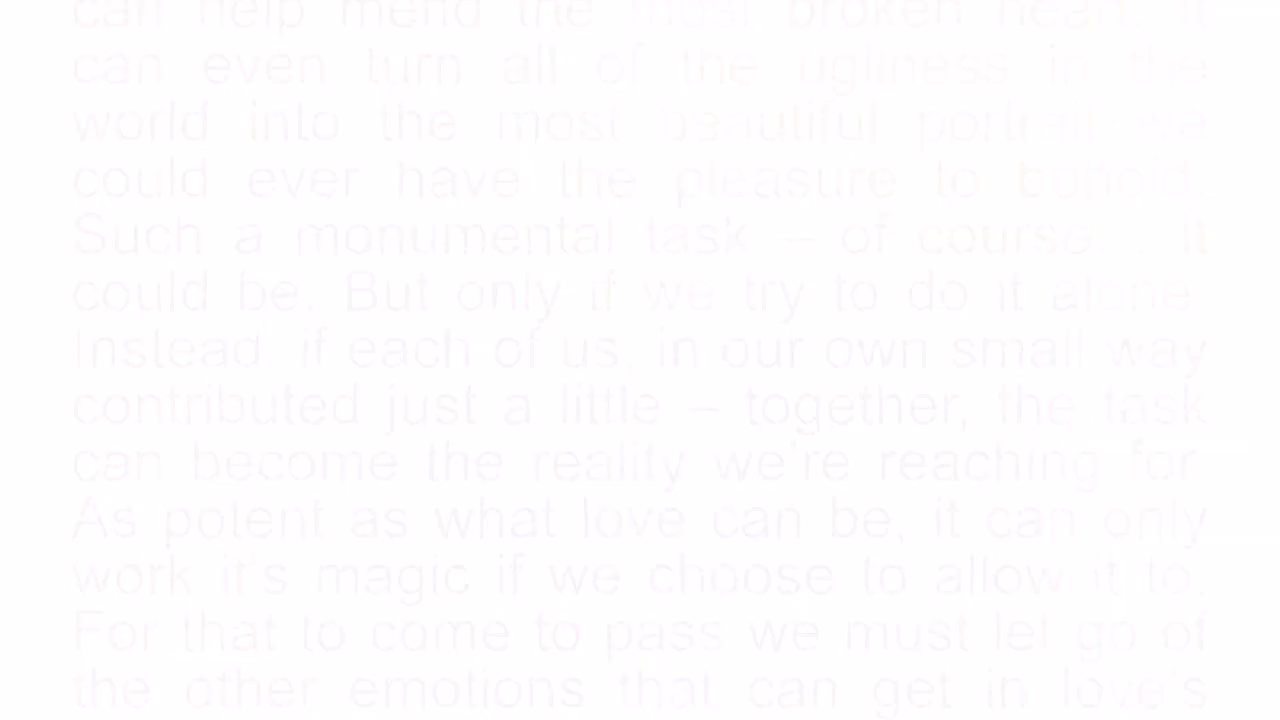 can help mend the most broken heart. It
can even turn all of the ugliness in the
world into the most beautiful portrait we
could ever have the pleasure to
Such a monumental task – of course... It
could be. But only if we try to do it alone.
Instead, if each of us, in our own small way
contributed just a little – together, the task
can become the reality we're reaching for.
As potent as what love can be, it can only
work it's magic if we choose to allow it to.
For that to come to pass we must let go of
the other emotions that can get in love's